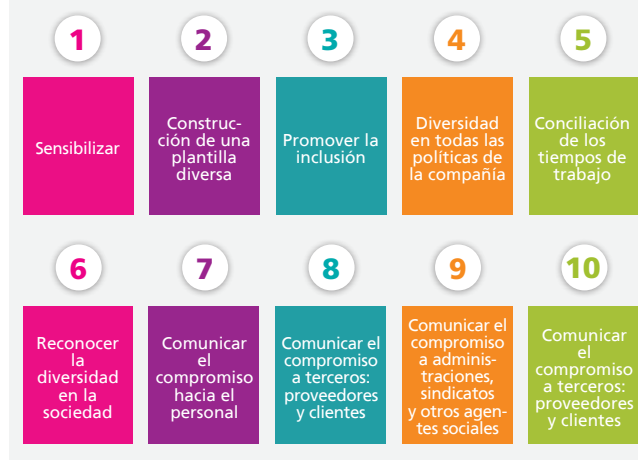 1
2
3
4
5
Sensibilizar
Construc-
ción de una
plantilla
diversa
Promover la
inclusión
Diversidad
en todas las
políticas de
la compañía
Conciliación
de los
tiempos de
trabajo
6
7
8
9
10
Reconocer
la
diversidad
en la
sociedad
Comunicar
el
compromiso
hacia el
personal
Comunicar el
compromiso
a terceros:
proveedores
y clientes
Comunicar el
compromiso
a adminis-
traciones,
sindicatos
y otros agen-
tes sociales
Comunicar
el
compromiso
a terceros:
proveedores
y clientes